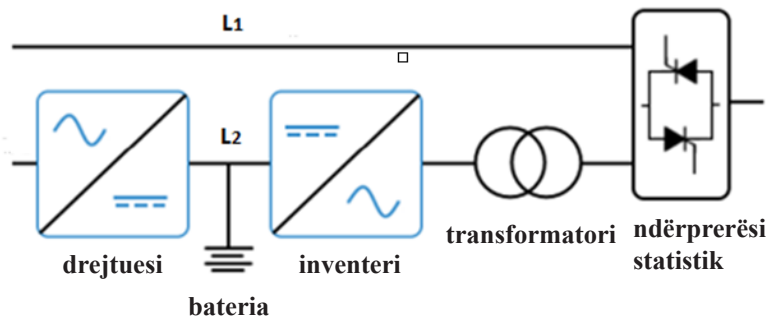 L1
L2
transformatori
ndërprerësi
statistik
drejtuesi
inventeri
bateria